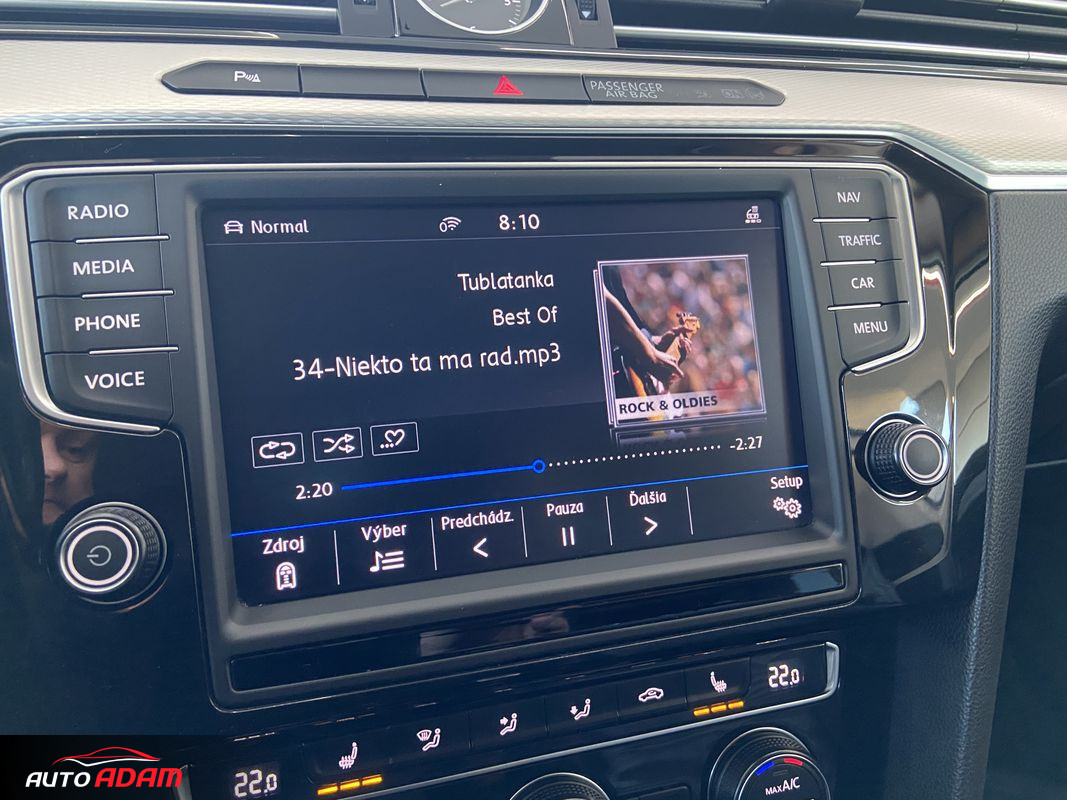 P
PASSENGER
AIR BAG
RADIO
MEDIA
PHONE
VOICE
NAV
TRAFFIC
CAR
MENU
Normal
8:10
Tublatanka
Best Of
34-Niekto ta ma rad.mp3
ROCK & OLDIES
2:20
-2:27
Zdroj
Výber
Predchádz.
Pauza
Ďalšia
Setup
22.0
22.0
MAX A/C
AUTO ADAM